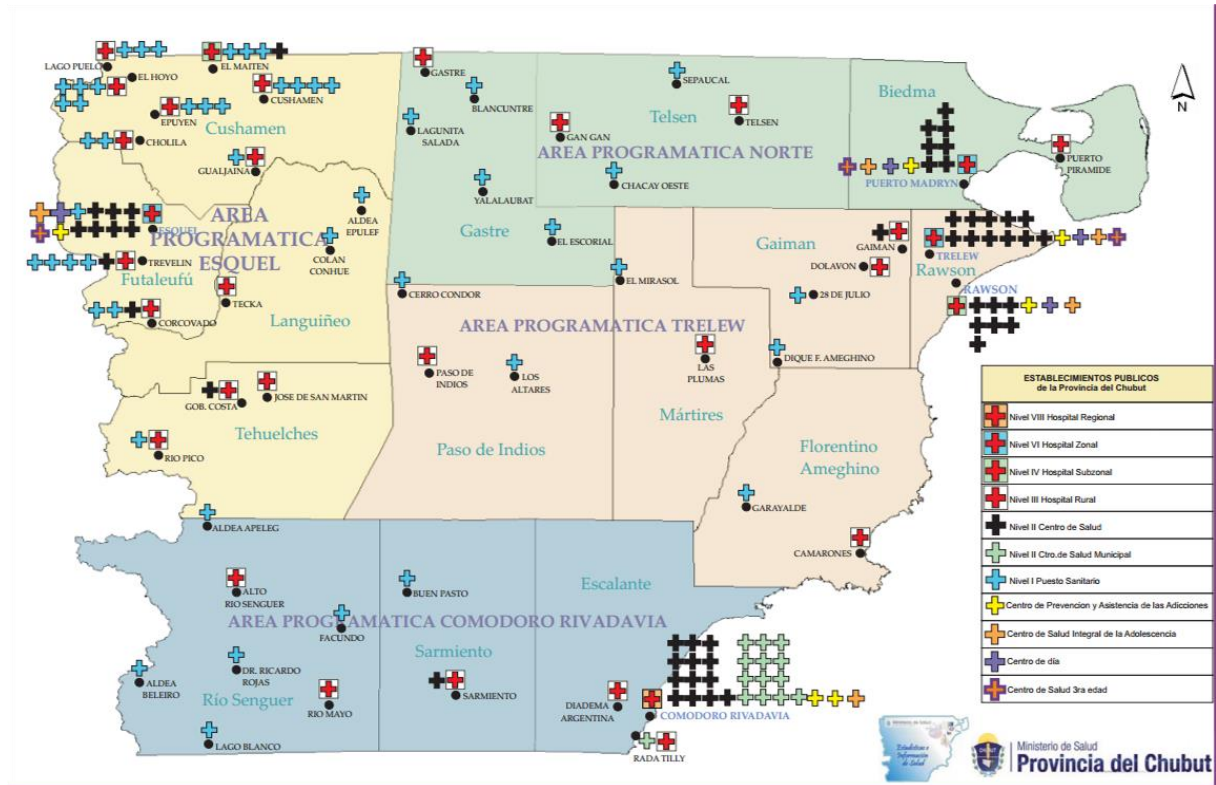 LAGO PUELO
EL HOYO
EL MAITEN
CUSHAMEN
EPUYEN
Cushamen
CHOLILA
GUALJAINA
GASTRE
BLANCUNTRE
LAGUNITA
SALADA
YALALAUBAT
EL ESCORIAL
Gastre
SEPAUCAL
Telsen
TELSEN
GAN GAN
AREA PROGRAMATICA NORTE
CHACAY OESTE
Biedma
PUERTO MADRYN
PUERTO
PIRAMIDE
N
AREA
PROGRAMATICA
ESQUEL
ESQUEL
ALDEA
EPULEF
COLAN
CONHUE
TREVELIN
Futaleufú
TECKA
CORCOVADO
Languiñeo
CERRO CONDOR
EL MIRASOL
Gaiman
GAIMAN
DOLAVON
28 DE JULIO
TRELEW
Rawson
RAWSON
AREA PROGRAMATICA TRELEW
PASO DE
INDIOS
LOS
ALTARES
LAS
PLUMAS
DIQUE F. AMEGHINO
GOB. COSTA
JOSE DE SAN MARTIN
Tehuelches
RIO PICO
Paso de Indios
Mártires
Florentino
Ameghino
GARAYALDE
CAMARONES
ALDEA APELEG
ALTO
RIO SENGUER
BUEN PASTO
Escalante
AREA PROGRAMATICA COMODORO RIVADAVIA
FACUNDO
Sarmiento
DR. RICARDO
ROJAS
ALDEA
BELEIRO
Río Senguer
RIO MAYO
SARMIENTO
DIADEMA
ARGENTINA
COMODORO RIVADAVIA
LAGO BLANCO
RADA TILLY
ESTABLECIMIENTOS PUBLICOS
de la Provincia del Chubut
Nivel VIII Hospital Regional
Nivel VI Hospital Zonal
Nivel IV Hospital Subzonal
Nivel III Hospital Rural
Nivel II Centro de Salud
Nivel II Ctro.de Salud Municipal
Nivel I Puesto Sanitario
Centro de Prevencion y Asistencia de las Adicciones
Centro de Salud Integral de la Adolescencia
Centro de día
Centro de Salud 3ra edad
Ministerio de Salud
Estadística e
Información
de Salud
Ministerio de Salud
Provincia del Chubut